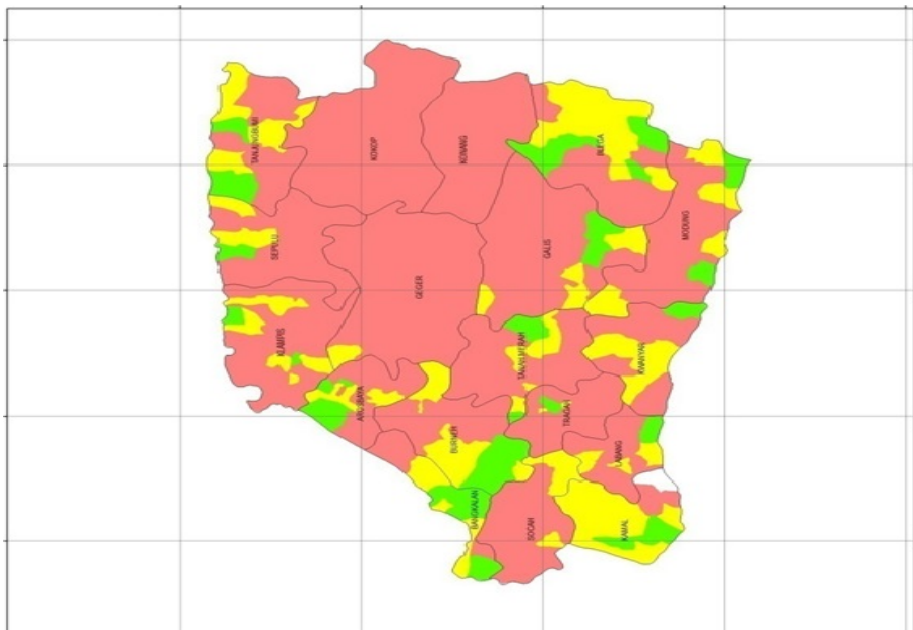 TANJUNGBUMI
KOKOP
KONANG
BLEGA
MODUNG
SEPULU
GEGER
GALIS
KLAMPIS
TANAH MERAH
KWANYAR
AROSBAYA
BURNEH
TRAGAH
LABANG
BANGKALAN
SOCAH
KAMAL